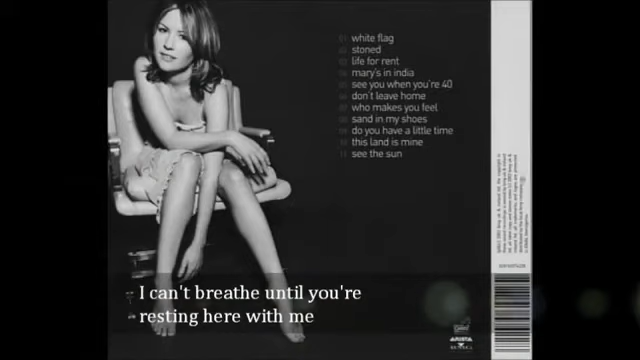 white flag
stoned
life for rent
mary's in india
see you when you're 40
don't leave home
who makes you feel
sand in my shoes
do you have a little time
this land is mine
see the sun
I can't breathe until you're
resting here with me
ARISTA